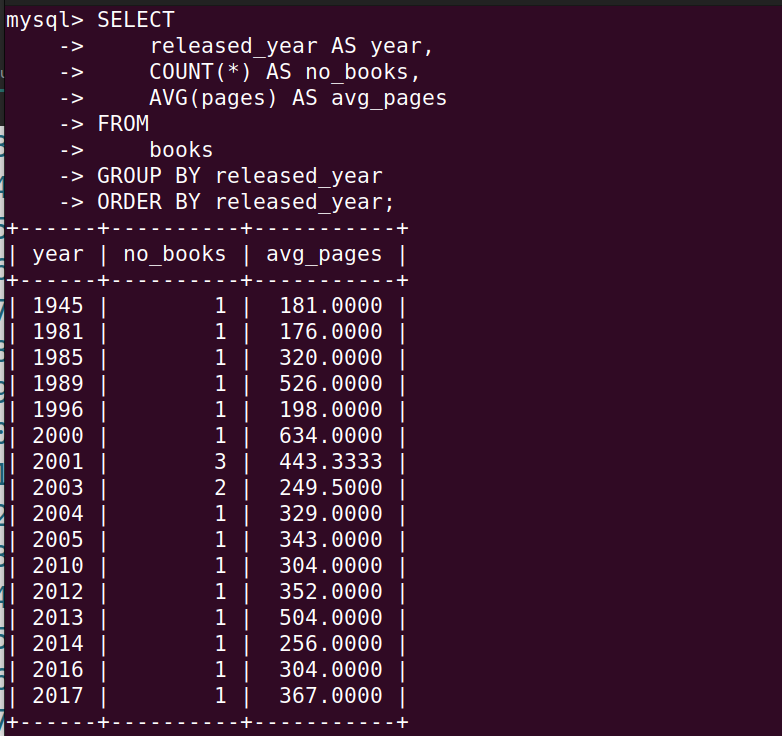 mysql> SELECT
    ->     released_year AS year,
    ->     COUNT(*) AS no_books,
    ->     AVG(pages) AS avg_pages
    -> FROM
    ->     books
    -> GROUP BY released_year
    -> ORDER BY released_year;
+------+----------+-----------+
| year | no_books | avg_pages |
+------+----------+-----------+
| 1945 |        1 |  181.0000 |
| 1981 |        1 |  176.0000 |
| 1985 |        1 |  320.0000 |
| 1989 |        1 |  526.0000 |
| 1996 |        1 |  198.0000 |
| 2000 |        1 |  634.0000 |
| 2001 |        3 |  443.3333 |
| 2003 |        2 |  249.5000 |
| 2004 |        1 |  329.0000 |
| 2005 |        1 |  343.0000 |
| 2010 |        1 |  304.0000 |
| 2012 |        1 |  352.0000 |
| 2013 |        1 |  504.0000 |
| 2014 |        1 |  256.0000 |
| 2016 |        1 |  304.0000 |
| 2017 |        1 |  367.0000 |
+------+----------+-----------+